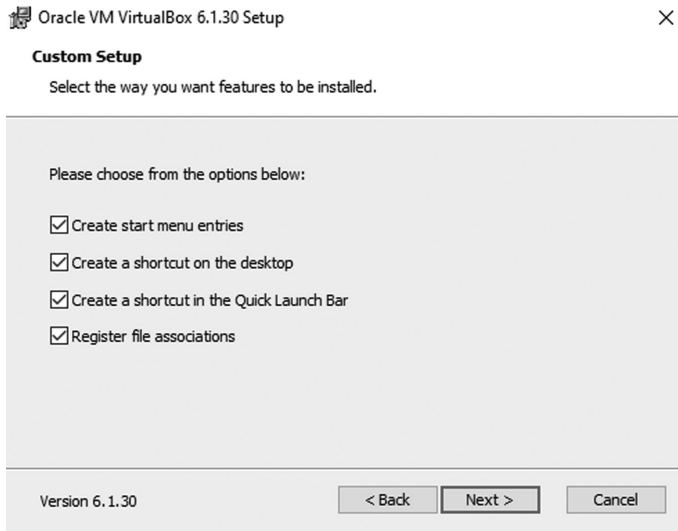 Oracle VM VirtualBox 6.1.30 Setup
Custom Setup
Select the way you want features to be installed.
Please choose from the options below:
Create start menu entries
Create a shortcut on the desktop
Create a shortcut in the Quick Launch Bar
Register file associations
Version 6.1.30
< Back
Next >
Cancel